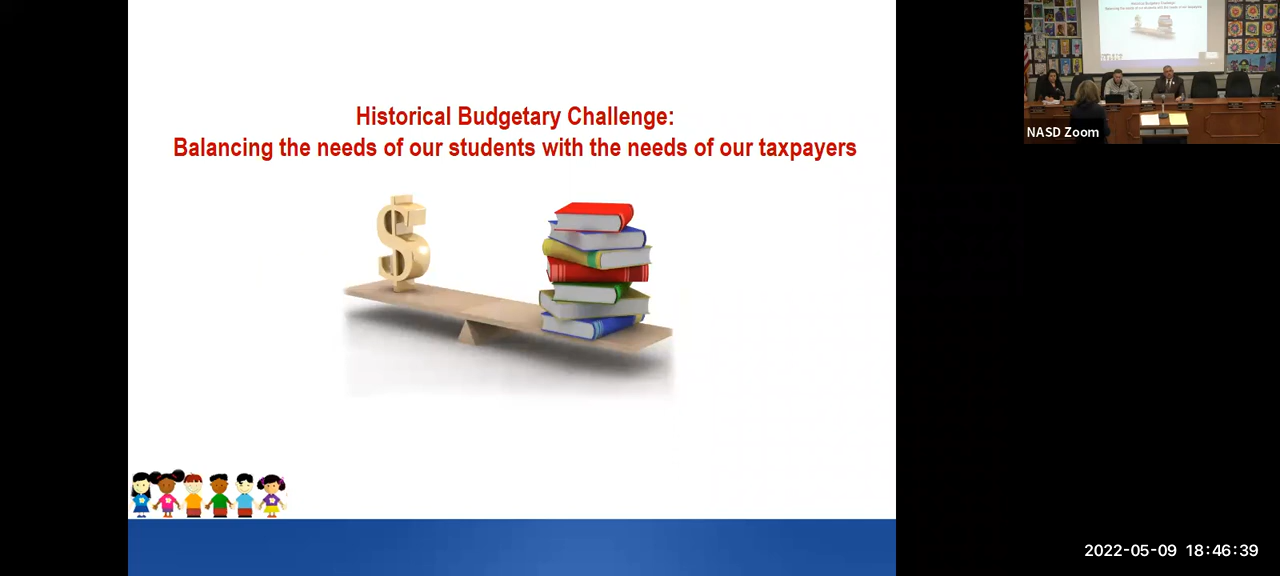 Historical Budgetary Challenge:
Balancing the needs of our students with the needs of our taxpayers
NASD Zoom
2022-05-09 18:46:39